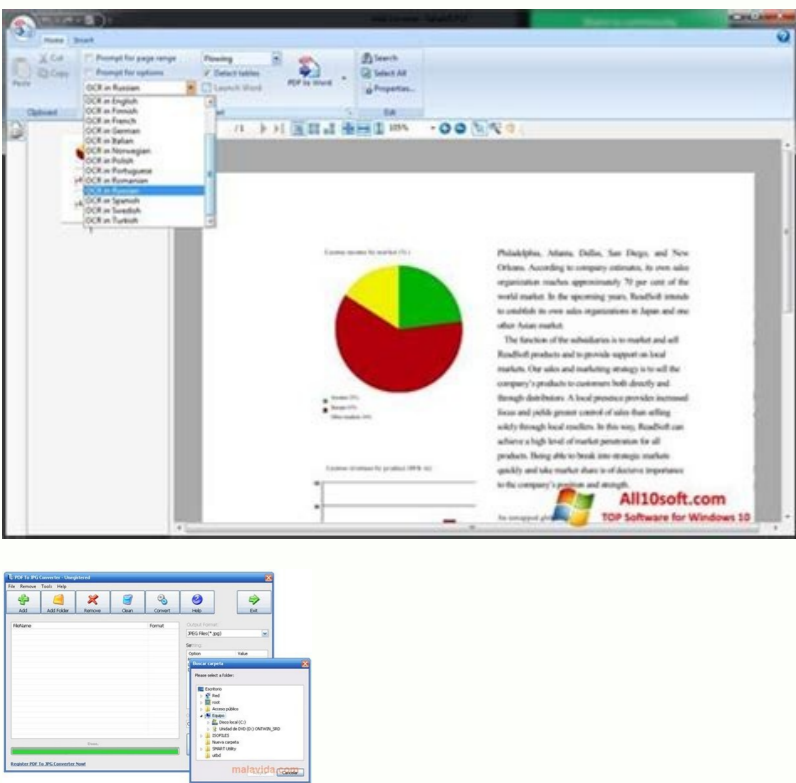 Home Smart
Cut
Copy
Paste
Clipboard
Prompt for page range
Prompt for options
OCR in Russian
Flowing
Detect tables
Launch Word
PDF to Word
Search
Select All
Properties...
Edit
OCR in English
OCR in Finnish
OCR in French
OCR in German
OCR in Italian
OCR in Norwegian
OCR in Polish
OCR in Portuguese
OCR in Romanian
OCR in Russian
OCR in Spanish
OCR in Swedish
OCR in Turkish
/1
105%
License income by market (%)
Philadelphia, Atlanta, Dallas, San Diego, and New
Orleans. According to company estimates, its own sales
organization reaches approximately 70 per cent of the
world market. In the upcoming years, ReadSoft intends
to establish its own sales organizations in Japan and one
other Asian market.
The function of the subsidiaries is to market and sell
ReadSoft products and to provide support on local
markets. Our sales and marketing strategy is to sell the
company's products to customers both directly and
through distributors. A local presence provides increased
focus and yields greater control of sales than selling
solely through local resellers. In this way, ReadSoft can
achieve a high level of market penetration for all
products. Being able to break into strategic markets
quickly and take market share is of decisive importance
to the company's position and strength.
All10soft.com
TOP Software for Windows 10
PDF To JPG Converter - Unregistered
File Remove Tools Help
Add
Add Folder
Remove
Clean
Convert
Help
Exit
FileName Format
Output Format:
JPEG Files(*.jpg)
Option Value
Buscar carpeta
Please select a folder:
Escritorio
Red
root
Acceso público
Equipo
Disco local (C:)
Unidad de DVD (D:)
ISOFILES
Nueva carpeta
SMART Utility
Register PDF To JPG Converter Now!
malavida.com
Cancelar